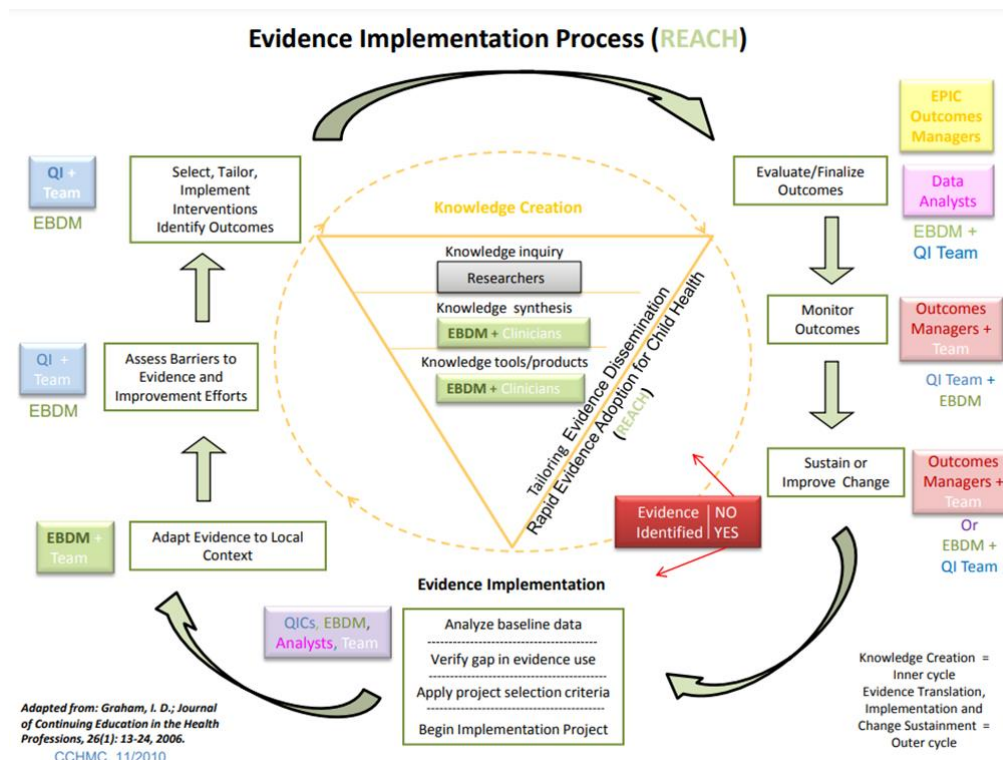 Evidence Implementation Process (REACH)
EPIC
Outcomes
Managers
QI +
Team
EBDM
Select, Tailor,
Implement
Interventions
Identify Outcomes
Evaluate/Finalize
Outcomes
Data
Analysts
EBDM +
QI Team
Knowledge Creation
Knowledge inquiry
Researchers
Knowledge synthesis
EBDM + Clinicians
Knowledge tools/products
EBDM + Clinicians
Tailoring Evidence Dissemination
Rapid Evidence Adoption for Child Health
(REACH)
Monitor
Outcomes
Outcomes
Managers +
Team
QI Team +
EBDM
QI +
Team
EBDM
Assess Barriers to
Evidence and
Improvement Efforts
Sustain or
Improve Change
Outcomes
Managers +
Team
Or
EBDM +
QI Team
Evidence
Identified
NO
YES
EBDM +
Team
Adapt Evidence to Local
Context
Evidence Implementation
QICs, EBDM,
Analysts, Team
Analyze baseline data
Verify gap in evidence use
Apply project selection criteria
Begin Implementation Project
Knowledge Creation =
Inner cycle
Evidence Translation,
Implementation and
Change Sustainment =
Outer cycle
Adapted from: Graham, I. D.; Journal
of Continuing Education in the Health
Professions, 26(1): 13-24, 2006.
CCHMC 11/2010